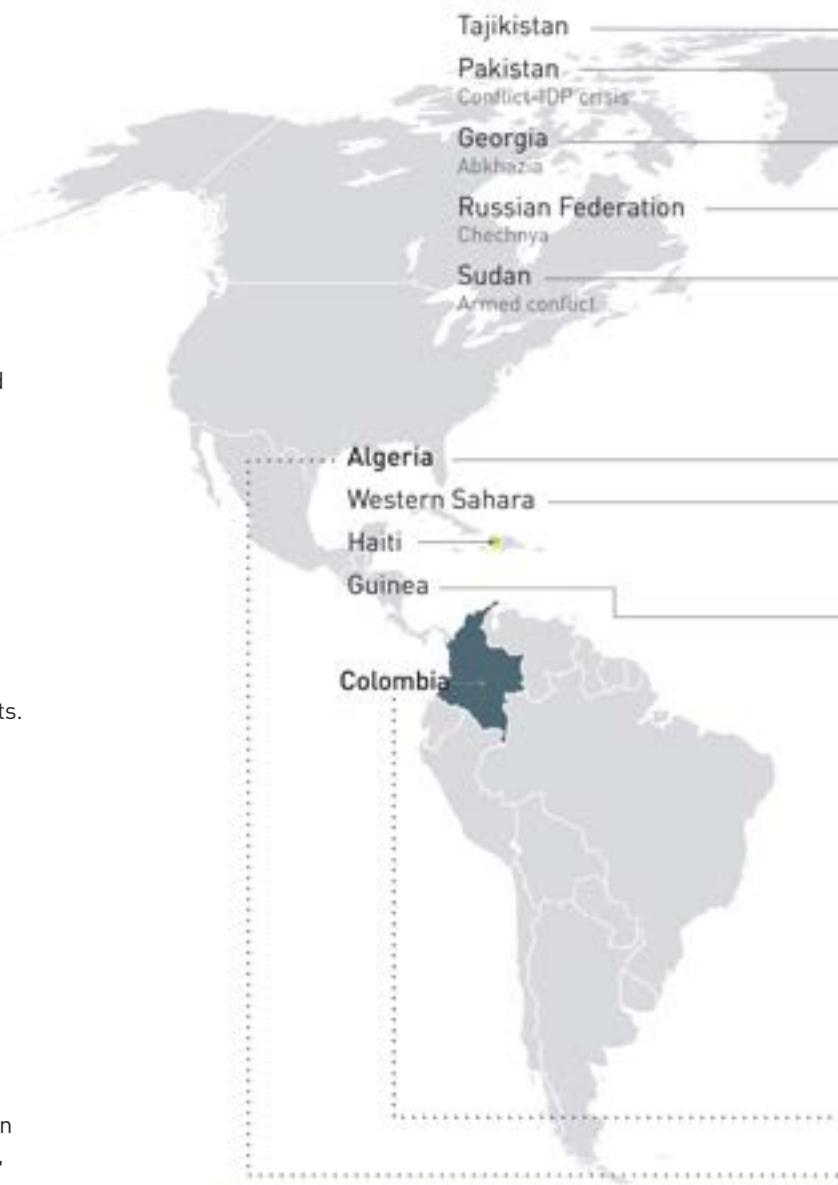 Tajikistan
Pakistan
Conflict-IDP crisis
Georgia
Abkhazia
Russian Federation
Chechnya
Sudan
Armed conflict
Algeria
Western Sahara
Haiti
Guinea
Colombia
ts.
n